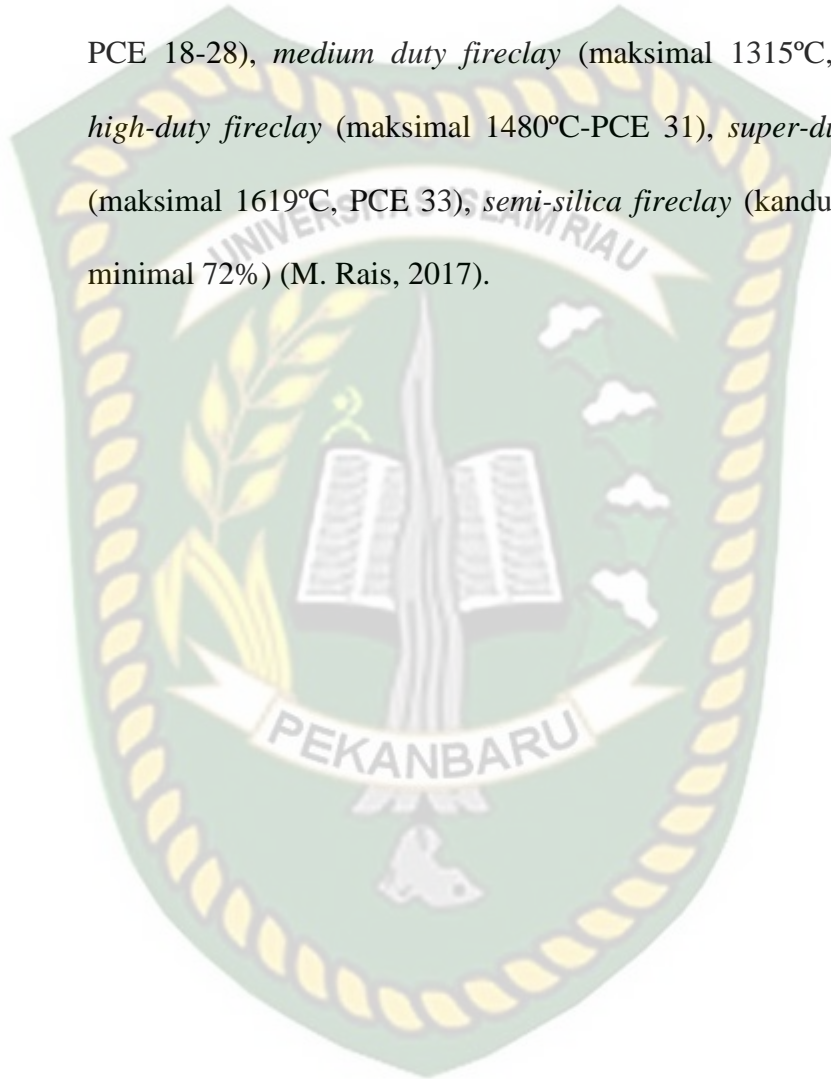 PCE 18-28), medium duty fireclay (maksimal 1315ºC,
high-duty fireclay (maksimal 1480ºC-PCE 31), super-du
(maksimal 1619ºC, PCE 33), semi-silica fireclay (kandu
minimal 72%) (M. Rais, 2017).
UNIVERSITAS ISLAM RIAU
PEKANBARU